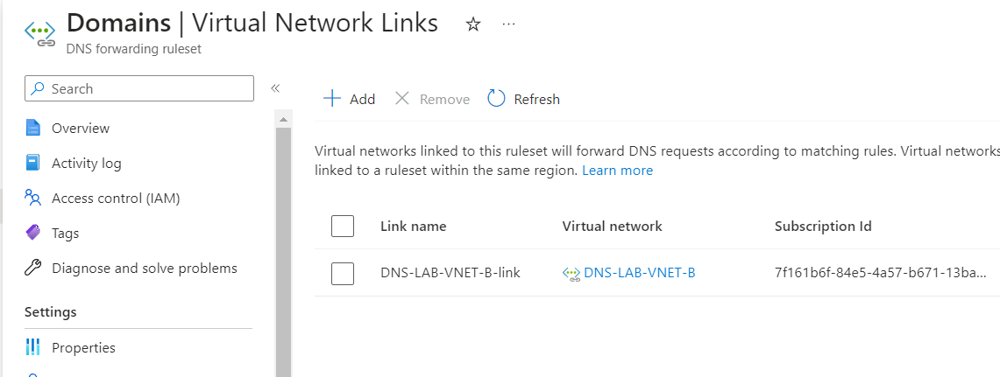 Domains | Virtual Network Links
DNS forwarding ruleset
Search
Overview
Activity log
Access control (IAM)
Tags
Diagnose and solve problems
Settings
Properties
Add Remove Refresh
Virtual networks linked to this ruleset will forward DNS requests according to matching rules. Virtual networks
linked to a ruleset within the same region. Learn more
Link name Virtual network Subscription Id
DNS-LAB-VNET-B-link DNS-LAB-VNET-B 7f161b6f-84e5-4a57-b671-13ba...